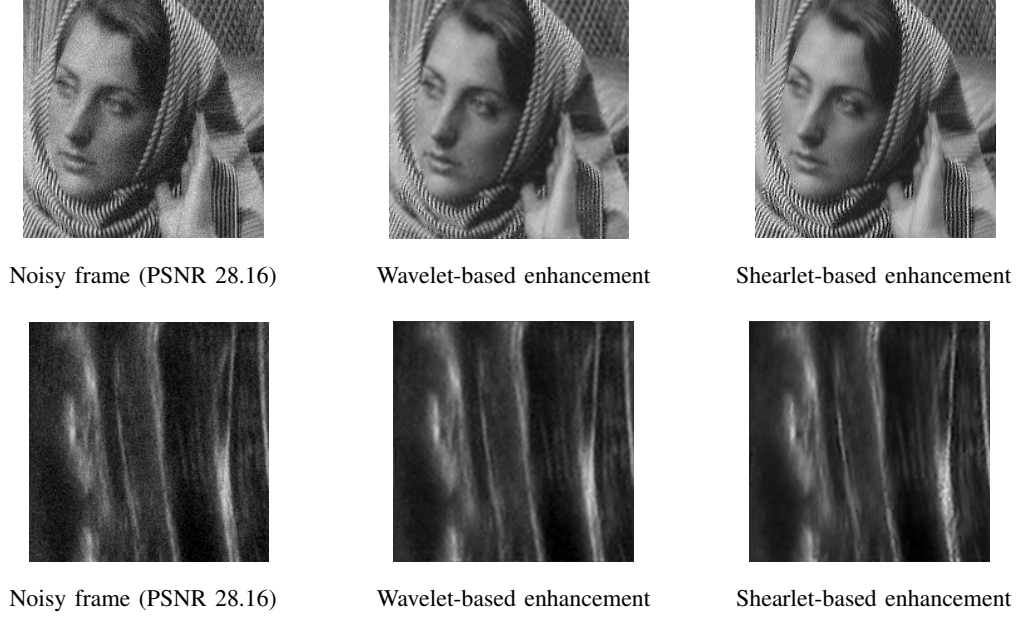 Noisy frame (PSNR 28.16)
Wavelet-based enhancement
Shearlet-based enhancement
Noisy frame (PSNR 28.16)
Wavelet-based enhancement
Shearlet-based enhancement